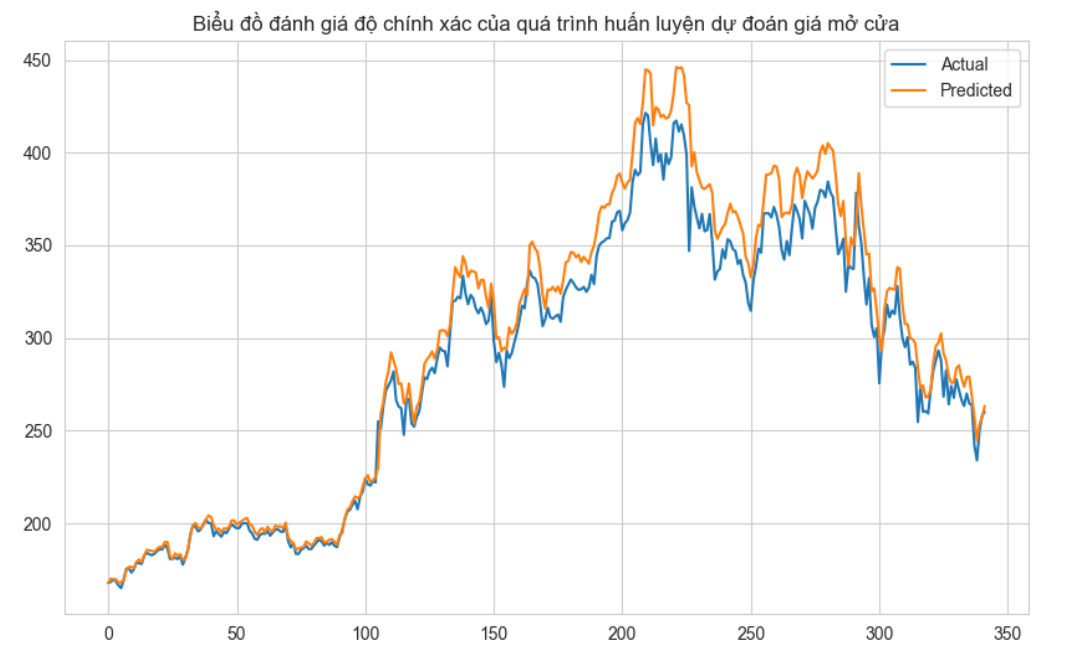 Biểu đồ đánh giá độ chính xác của quá trình huấn luyện dự đoán giá mở cửa
Actual
Predicted
450
400
350
300
250
200
0 50 100 150 200 250 300 350